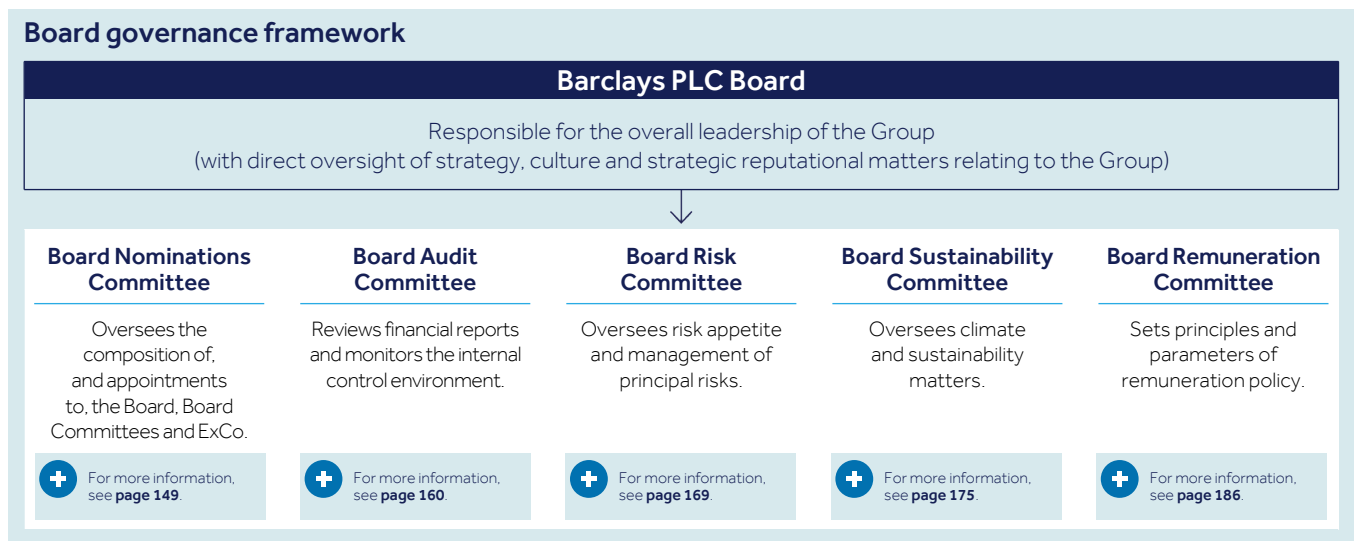 Board governance framework
Barclays PLC Board
Responsible for the overall leadership of the Group
(with direct oversight of strategy, culture and strategic reputational matters relating to the Group)
Board Nominations
Committee
Oversees the
composition of,
and appointments
to, the Board, Board
Committees and ExCo.
For more information,
see page 149.
Board Audit
Committee
Reviews financial reports
and monitors the internal
control environment.
For more information,
see page 160.
Board Risk
Committee
Oversees risk appetite
and management of
principal risks.
For more information,
see page 169.
Board Sustainability
Committee
Oversees climate
and sustainability
matters.
For more information,
see page 175.
Board Remuneration
Committee
Sets principles and
parameters of
remuneration policy.
For more information,
see page 186.